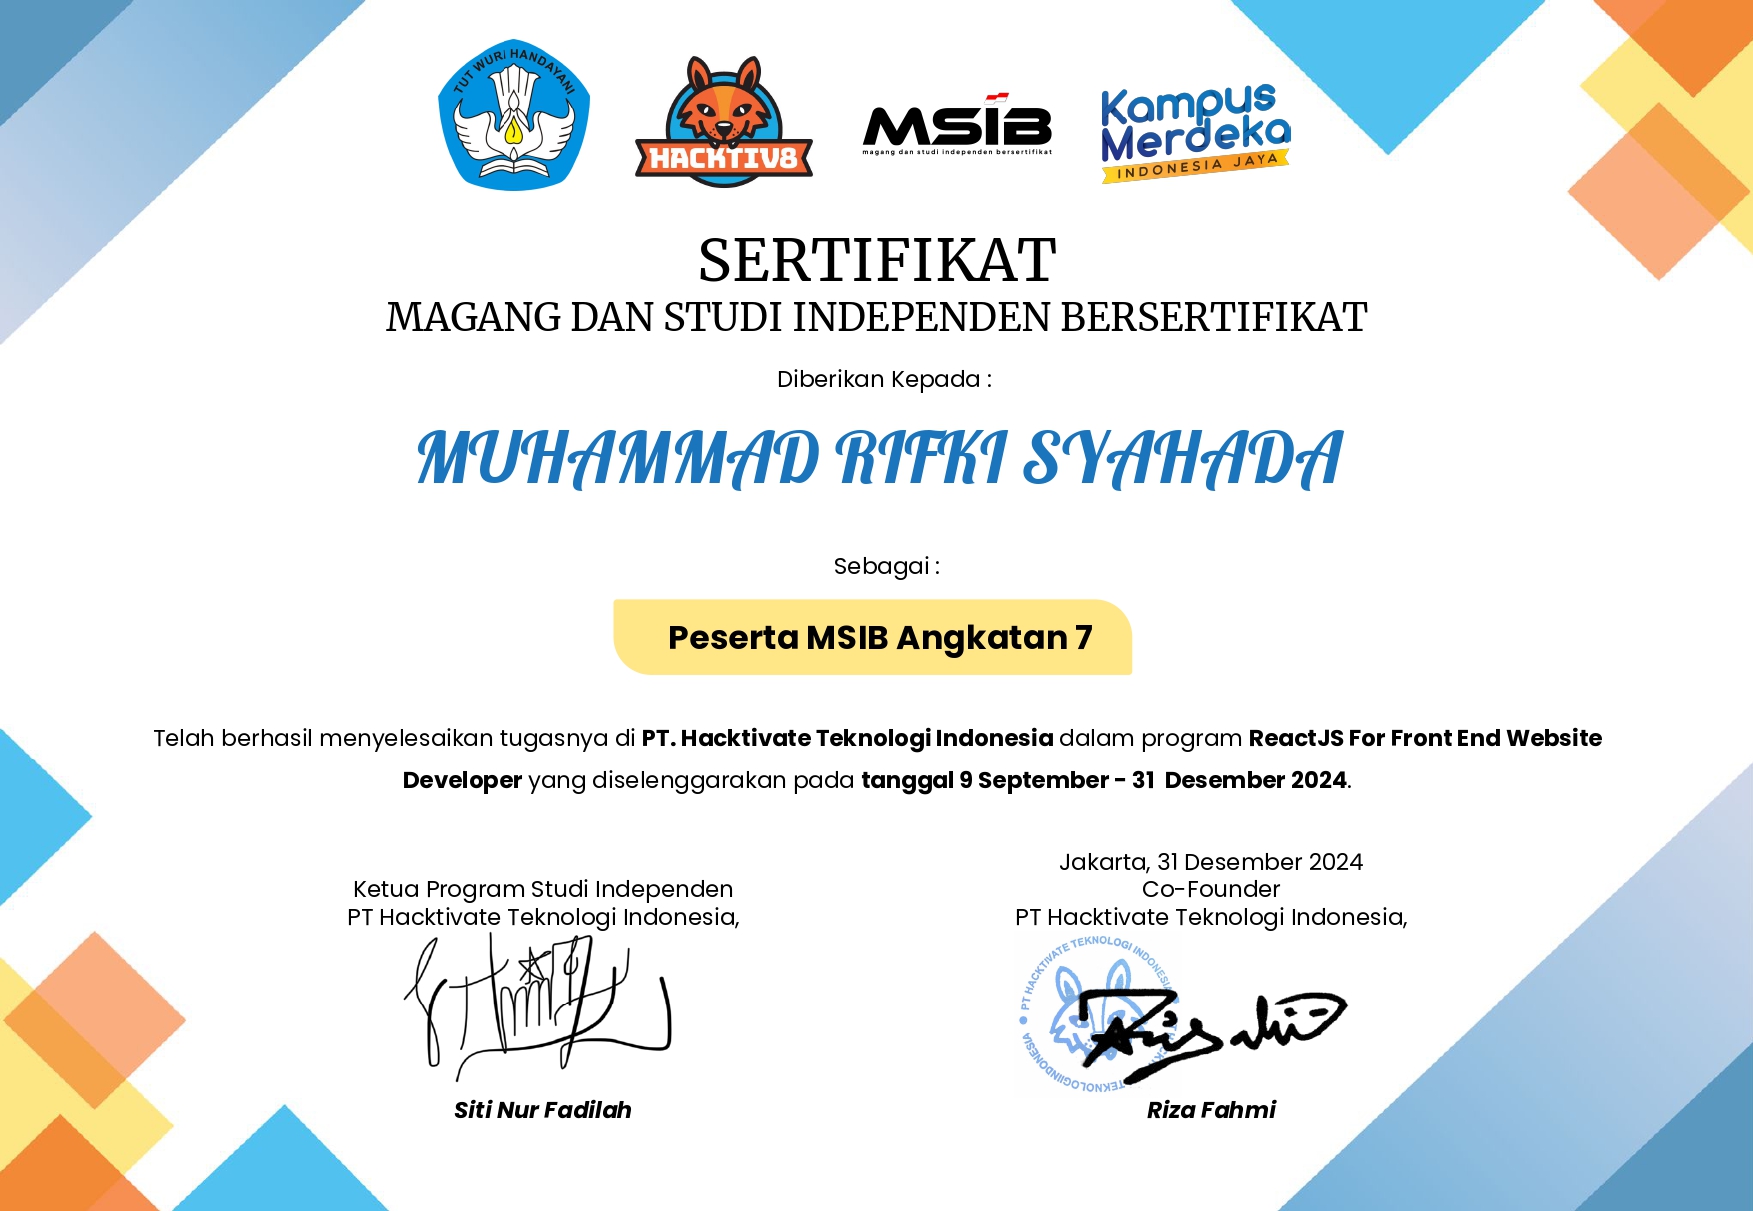 TUT WURI HANDAYANI
HACKTIV8
MSIB
magang dan studi independen bersertifikat
Kampus
Merdeka
INDONESIA JAYA
SERTIFIKAT
MAGANG DAN STUDI INDEPENDEN BERSERTIFIKAT
Diberikan Kepada :
MUHAMMAD RIFKI SYAHADA
Sebagai :
Peserta MSIB Angkatan 7
Telah berhasil menyelesaikan tugasnya di PT. Hacktivate Teknologi Indonesia dalam program ReactJS For Front End Website
Developer yang diselenggarakan pada tanggal 9 September - 31 Desember 2024.
Ketua Program Studi Independen
PT Hacktivate Teknologi Indonesia,
Siti Nur Fadilah
Jakarta, 31 Desember 2024
Co-Founder
PT Hacktivate Teknologi Indonesia,
PT HACKTIVATE TEKNOLOGI INDONESIA
Riza Fahmi